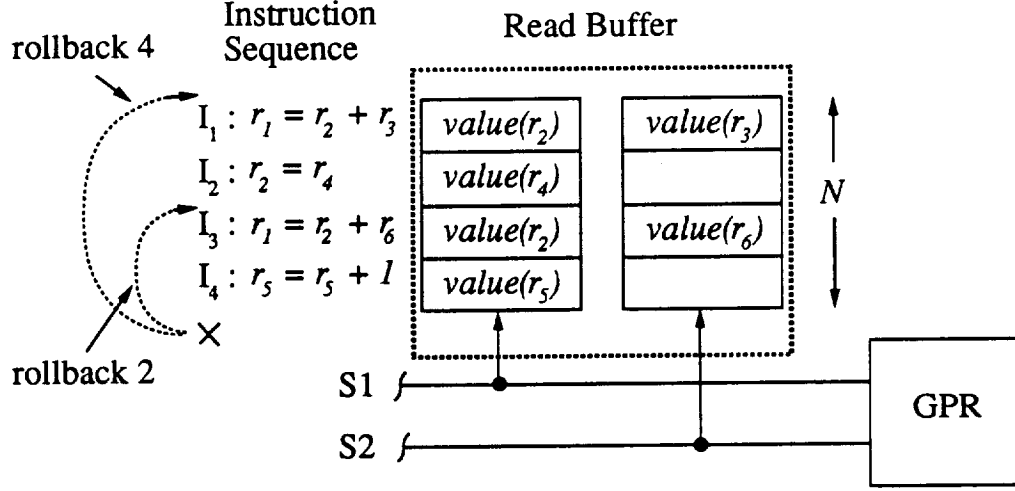 Instruction
Sequence
Read Buffer
rollback 4
I₁ : r₁ = r₂ + r₃
value(r₂)
value(r₃)
I₂ : r₂ = r₄
value(r₄)
N
I₃ : r₁ = r₂ + r₆
value(r₂)
value(r₆)
I₄ : r₅ = r₅ + 1
value(r₅)
×
rollback 2
S1
GPR
S2